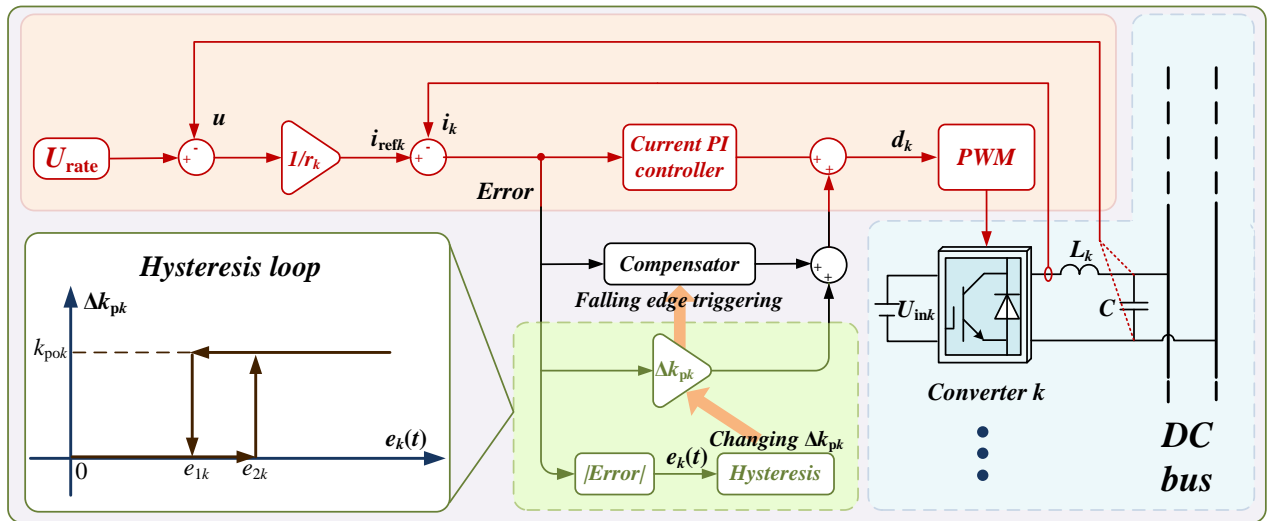 u
i_k
U_rate
+
-
1/r_k
i_refk
+
-
Current PI
controller
+
+
d_k
PWM
Error
Hysteresis loop
Δk_pk
k_pok
0
e_1k
e_2k
e_k(t)
Compensator
+
+
Falling edge triggering
Δk_pk
Changing Δk_pk
|Error|
e_k(t)
Hysteresis
U_ink
L_k
C
Converter k
DC
bus